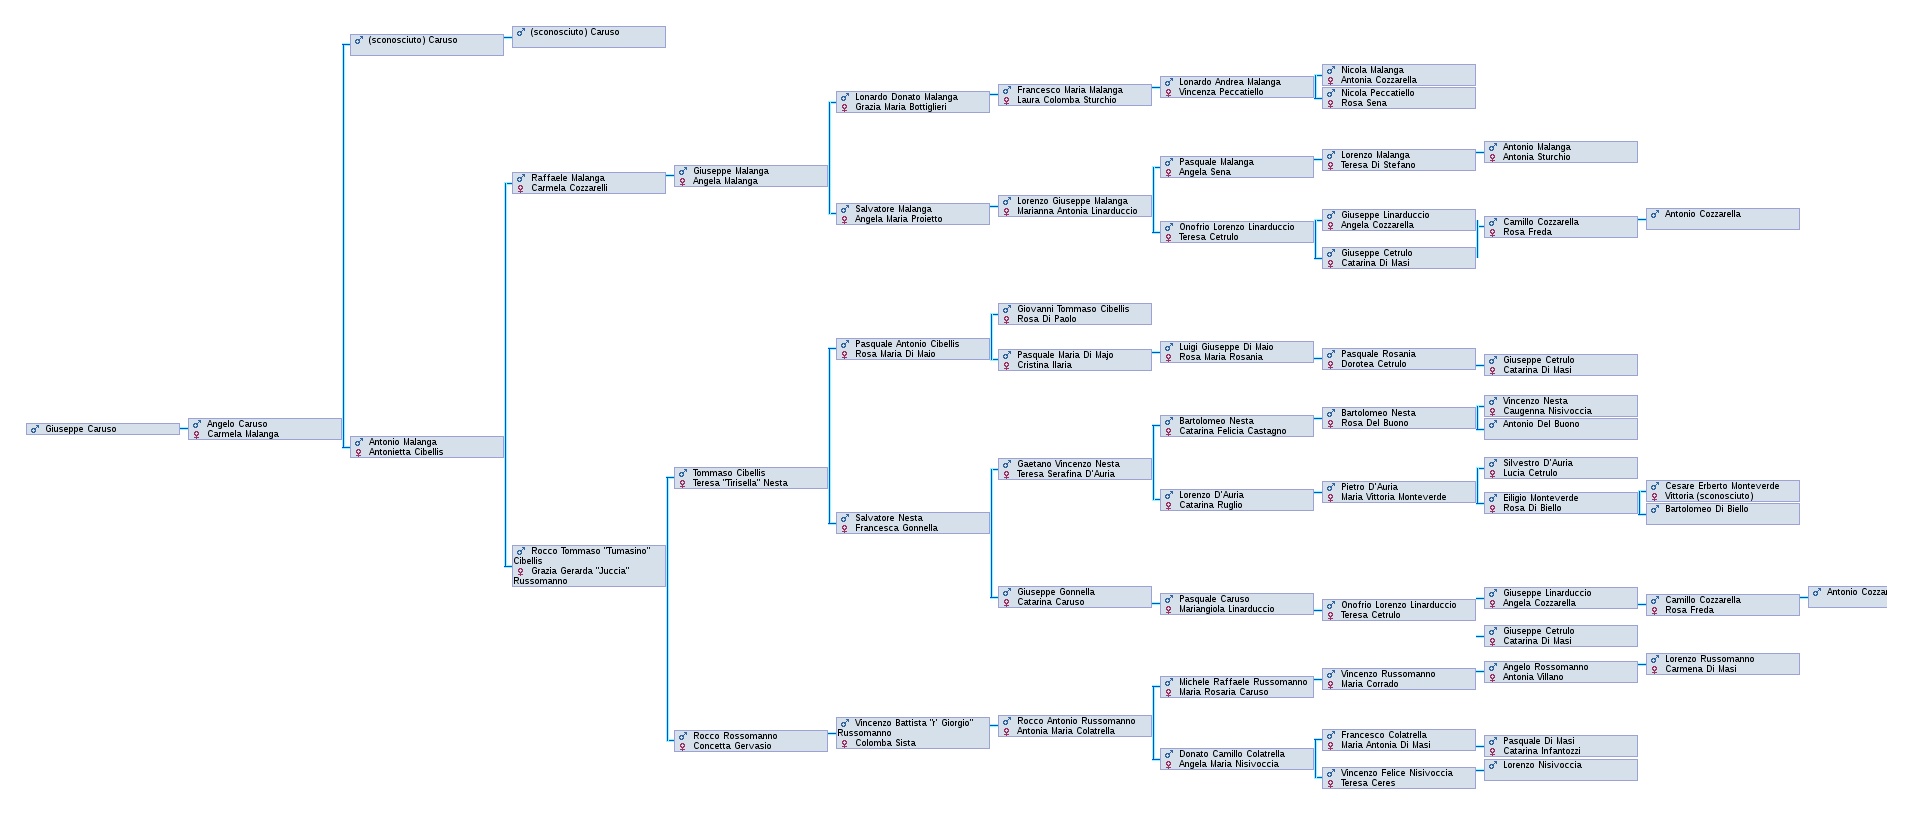 Giuseppe Caruso
Angelo Caruso
Carmela Malanga
(sconosciuto) Caruso
Antonio Malanga
Antonietta Cibellis
(sconosciuto) Caruso
Raffaele Malanga
Carmela Cozzarelli
Rocco Tommaso "Tumasino"
Cibellis
Grazia Gerarda "Juccia"
Russomanno
Giuseppe Malanga
Angela Malanga
Tommaso Cibellis
Teresa "Tirisella" Nesta
Rocco Rossomanno
Concetta Gervasio
Lonardo Donato Malanga
Grazia Maria Bottiglieri
Salvatore Malanga
Angela Maria Proietto
Pasquale Antonio Cibellis
Rosa Maria Di Maio
Salvatore Nesta
Francesca Gonnella
Vincenzo Battista "r' Giorgio"
Russomanno
Colomba Sista
Francesco Maria Malanga
Laura Colomba Sturchio
Lorenzo Giuseppe Malanga
Marianna Antonia Linarduccio
Giovanni Tommaso Cibellis
Rosa Di Paolo
Pasquale Maria Di Majo
Cristina Ilaria
Gaetano Vincenzo Nesta
Teresa Serafina D'Auria
Giuseppe Gonnella
Catarina Caruso
Rocco Antonio Russomanno
Antonia Maria Colatrella
Lonardo Andrea Malanga
Vincenza Peccatiello
Pasquale Malanga
Angela Sena
Onofrio Lorenzo Linarduccio
Teresa Cetrulo
Luigi Giuseppe Di Maio
Rosa Maria Rosania
Bartolomeo Nesta
Catarina Felicia Castagno
Lorenzo D'Auria
Catarina Ruglio
Pasquale Caruso
Mariangiola Linarduccio
Michele Raffaele Russomanno
Maria Rosaria Caruso
Donato Camillo Colatrella
Angela Maria Nisivoccia
Nicola Malanga
Antonia Cozzarella
Nicola Peccatiello
Rosa Sena
Lorenzo Malanga
Teresa Di Stefano
Giuseppe Linarduccio
Angela Cozzarella
Giuseppe Cetrulo
Catarina Di Masi
Pasquale Rosania
Dorotea Cetrulo
Bartolomeo Nesta
Rosa Del Buono
Pietro D'Auria
Maria Vittoria Monteverde
Onofrio Lorenzo Linarduccio
Teresa Cetrulo
Vincenzo Russomanno
Maria Corrado
Francesco Colatrella
Maria Antonia Di Masi
Vincenzo Felice Nisivoccia
Teresa Ceres
Antonio Malanga
Antonia Sturchio
Camillo Cozzarella
Rosa Freda
Giuseppe Cetrulo
Catarina Di Masi
Vincenzo Nesta
Caugenna Nisivoccia
Antonio Del Buono
Silvestro D'Auria
Lucia Cetrulo
Eiligio Monteverde
Rosa Di Biello
Giuseppe Linarduccio
Angela Cozzarella
Giuseppe Cetrulo
Catarina Di Masi
Angelo Rossomanno
Antonia Villano
Pasquale Di Masi
Catarina Infantozzi
Lorenzo Nisivoccia
Antonio Cozzarella
Cesare Erberto Monteverde
Vittoria (sconosciuto)
Bartolomeo Di Biello
Camillo Cozzarella
Rosa Freda
Lorenzo Russomanno
Carmena Di Masi
Antonio Cozzar